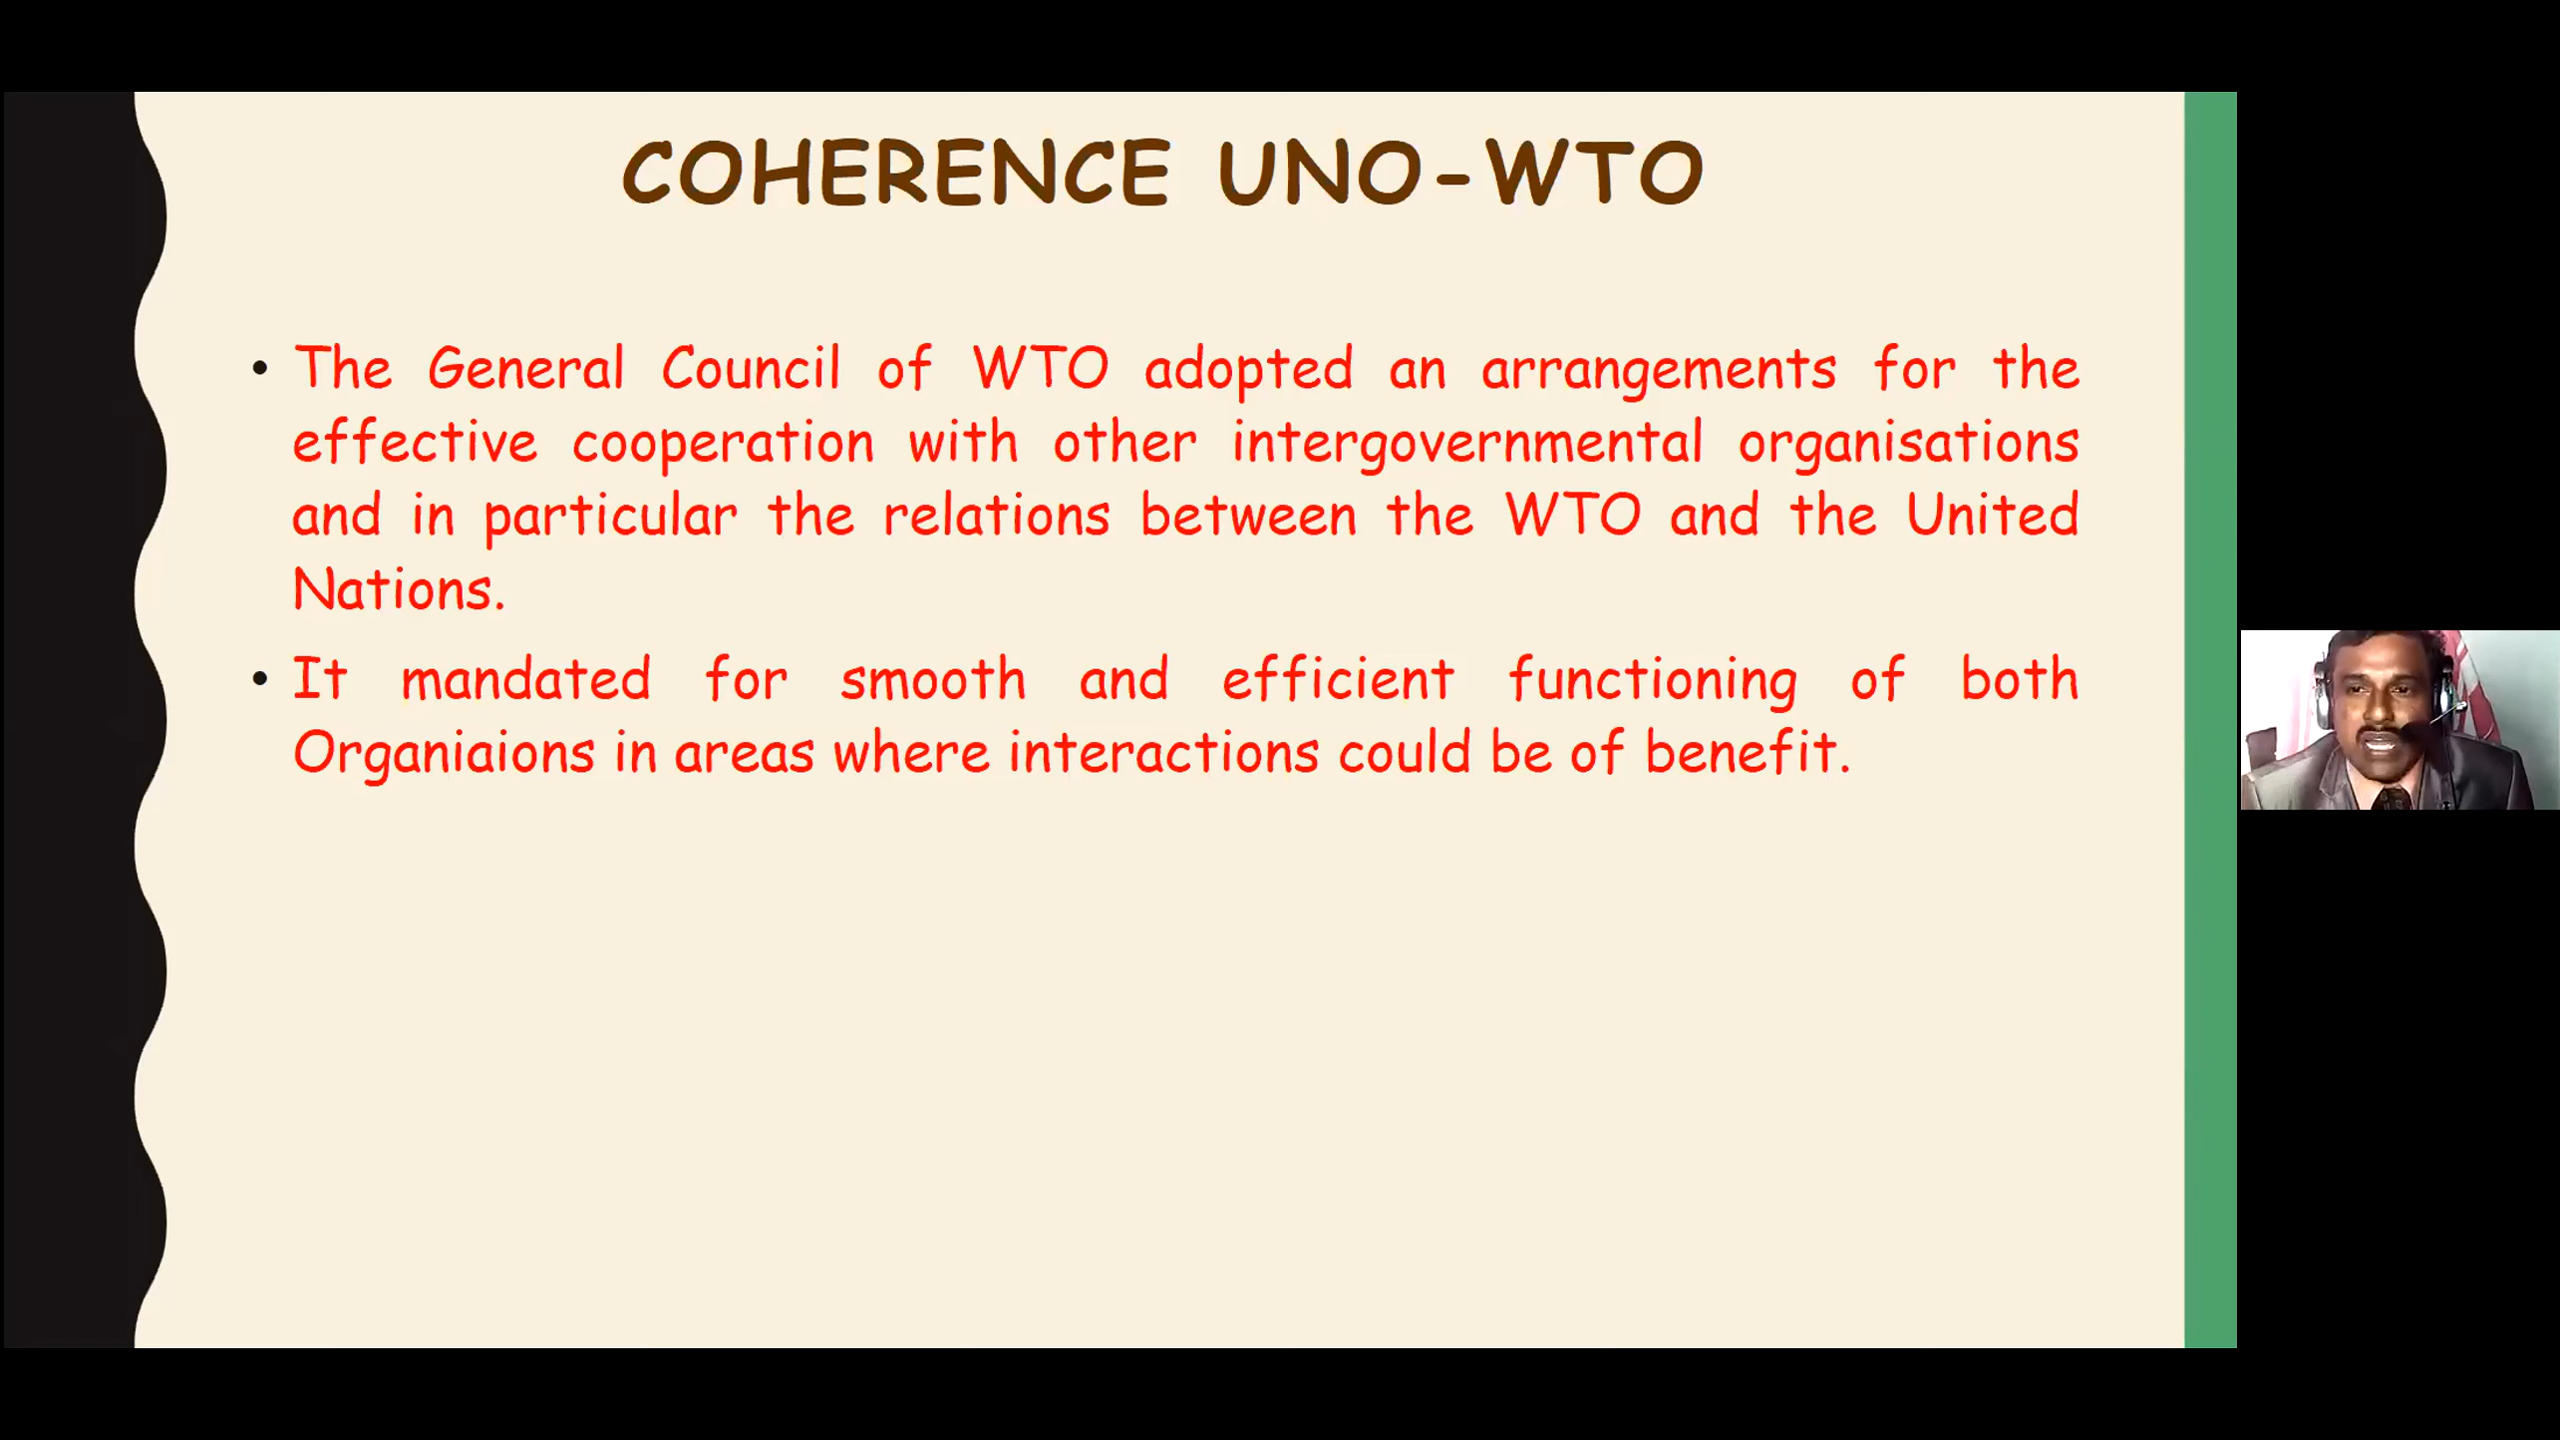 COHERENCE UNO-WTO
• The General Council of WTO adopted an arrangements for the
effective cooperation with other intergovernmental organisations
and in particular the relations between the WTO and the United
Nations.
• It mandated for smooth and efficient functioning of both
Organiaions in areas where interactions could be of benefit.